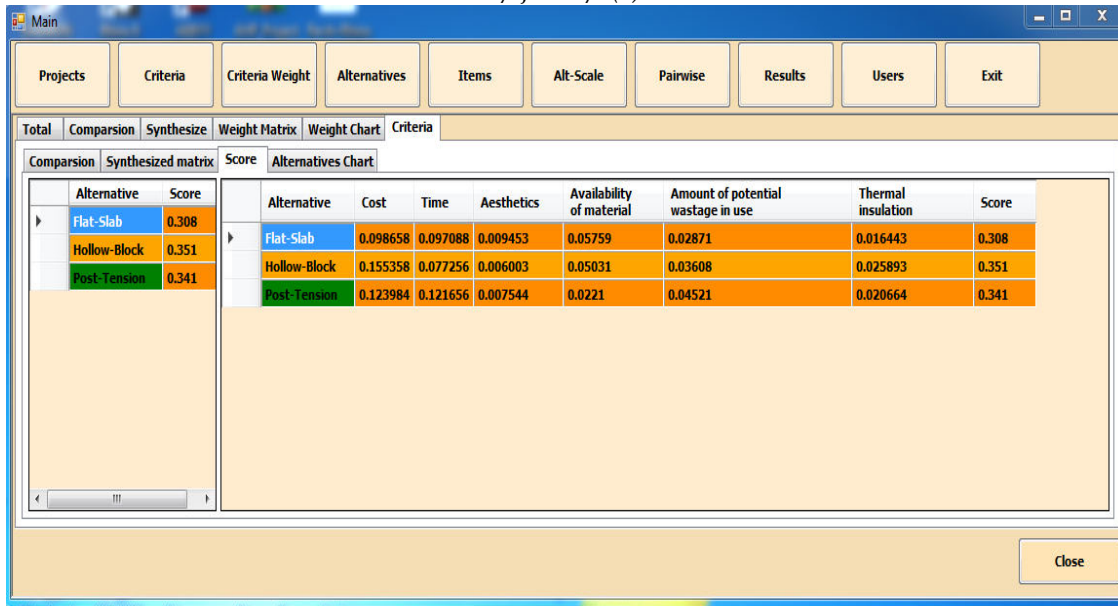 Main
Projects Criteria Criteria Weight Alternatives Items Alt-Scale Pairwise Results Users Exit
Total Comparsion Synthesize Weight Matrix Weight Chart Criteria
Comparsion Synthesized matrix Score Alternatives Chart
Alternative Score
Flat-Slab 0.308
Hollow-Block 0.351
Post-Tension 0.341
Alternative Cost Time Aesthetics Availability of material Amount of potential wastage in use Thermal insulation Score
Flat-Slab 0.098658 0.097088 0.009453 0.05759 0.02871 0.016443 0.308
Hollow-Block 0.155358 0.077256 0.006003 0.05031 0.03608 0.025893 0.351
Post-Tension 0.123984 0.121656 0.007544 0.0221 0.04521 0.020664 0.341
Close